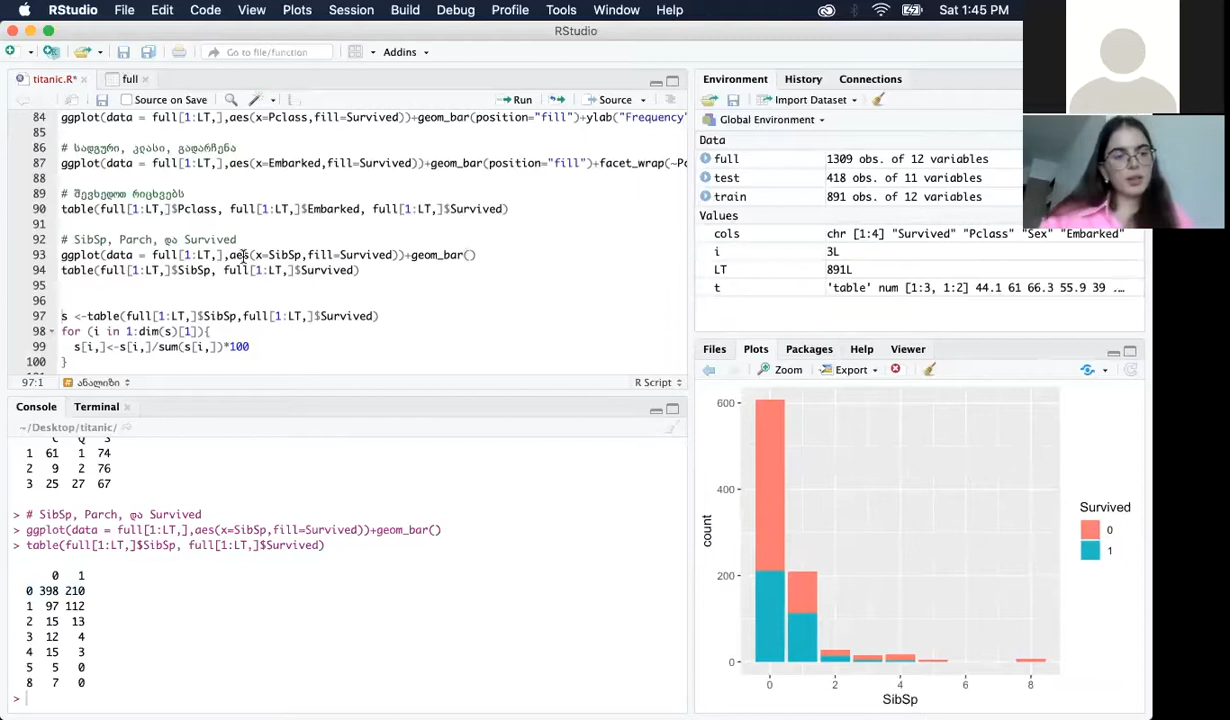 RStudio File Edit Code View Plots Session Build Debug Profile Tools Window Help Sat 1:45 PM
RStudio
Go to file/function Addins
titanic.R* full
Source on Save Run Source
84 ggplot(data = full[1:LT,],aes(x=Pclass,fill=Survived))+geom_bar(position="fill")+ylab("Frequency"
85
86 # სადგური, კლასი, გადარჩენა
87 ggplot(data = full[1:LT,],aes(x=Embarked,fill=Survived))+geom_bar(position="fill")+facet_wrap(~Pc
88
89 # შევხედოთ რიცხვებს
90 table(full[1:LT,]$Pclass, full[1:LT,]$Embarked, full[1:LT,]$Survived)
91
92 # SibSp, Parch, და Survived
93 ggplot(data = full[1:LT,],aes(x=SibSp,fill=Survived))+geom_bar()
94 table(full[1:LT,]$SibSp, full[1:LT,]$Survived)
95
96
97 s <-table(full[1:LT,]$SibSp,full[1:LT,]$Survived)
98 for (i in 1:dim(s)[1]){
99 s[i,]<-s[i,]/sum(s[i,])*100
100 }
97:1 ანალიზი R Script
Console Terminal
~/Desktop/titanic/
1 61 1 74
2 9 2 76
3 25 27 67
> # SibSp, Parch, და Survived
> ggplot(data = full[1:LT,],aes(x=SibSp,fill=Survived))+geom_bar()
> table(full[1:LT,]$SibSp, full[1:LT,]$Survived)
0 1
0 398 210
1 97 112
2 15 13
3 12 4
4 15 3
5 5 0
8 7 0
>
Environment History Connections
Import Dataset
Global Environment
Data
full 1309 obs. of 12 variables
test 418 obs. of 11 variables
train 891 obs. of 12 variables
Values
cols chr [1:4] "Survived" "Pclass" "Sex" "Embarked"
i 3L
LT 891L
t 'table' num [1:3, 1:2] 44.1 61 66.3 55.9 39 ...
Files Plots Packages Help Viewer
Zoom Export
600
400
200
0
count
0 2 4 6 8
SibSp
Survived
0
1